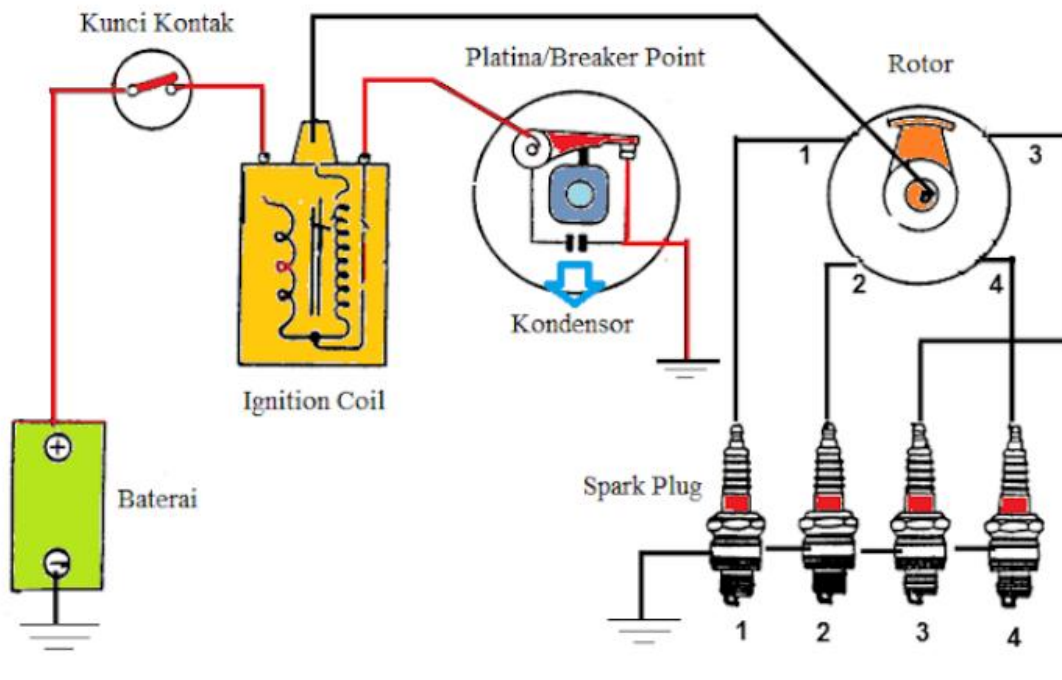 Kunci Kontak
Platina/Breaker Point
Rotor
1
3
2
4
Kondensor
Ignition Coil
+
-
Baterai
Spark Plug
1
2
3
4